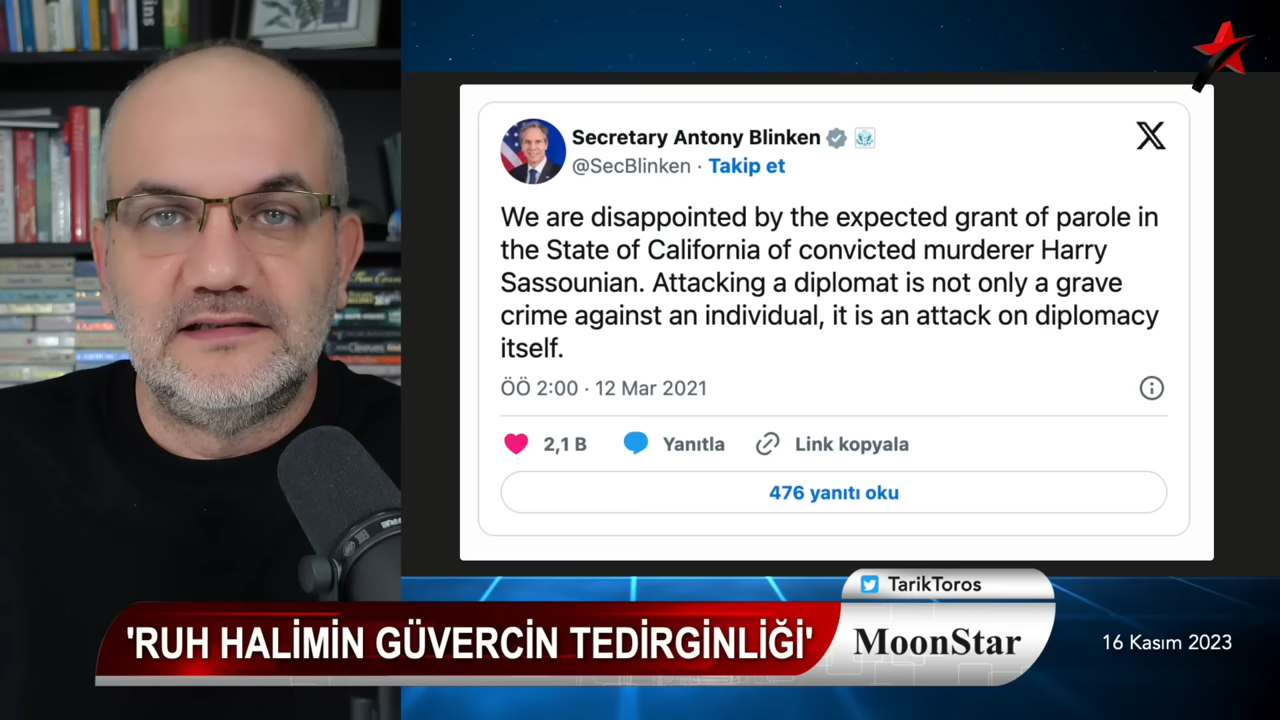 Secretary Antony Blinken
@SecBlinken · Takip et
We are disappointed by the expected grant of parole in
the State of California of convicted murderer Harry
Sassounian. Attacking a diplomat is not only a grave
crime against an individual, it is an attack on diplomacy
itself.
ÖÖ 2:00 · 12 Mar 2021
2,1 B Yanıtla Link kopyala
476 yanıtı oku
TarikToros
'RUH HALİMİN GÜVERCİN TEDİRGİNLİĞİ'
MoonStar
16 Kasım 2023